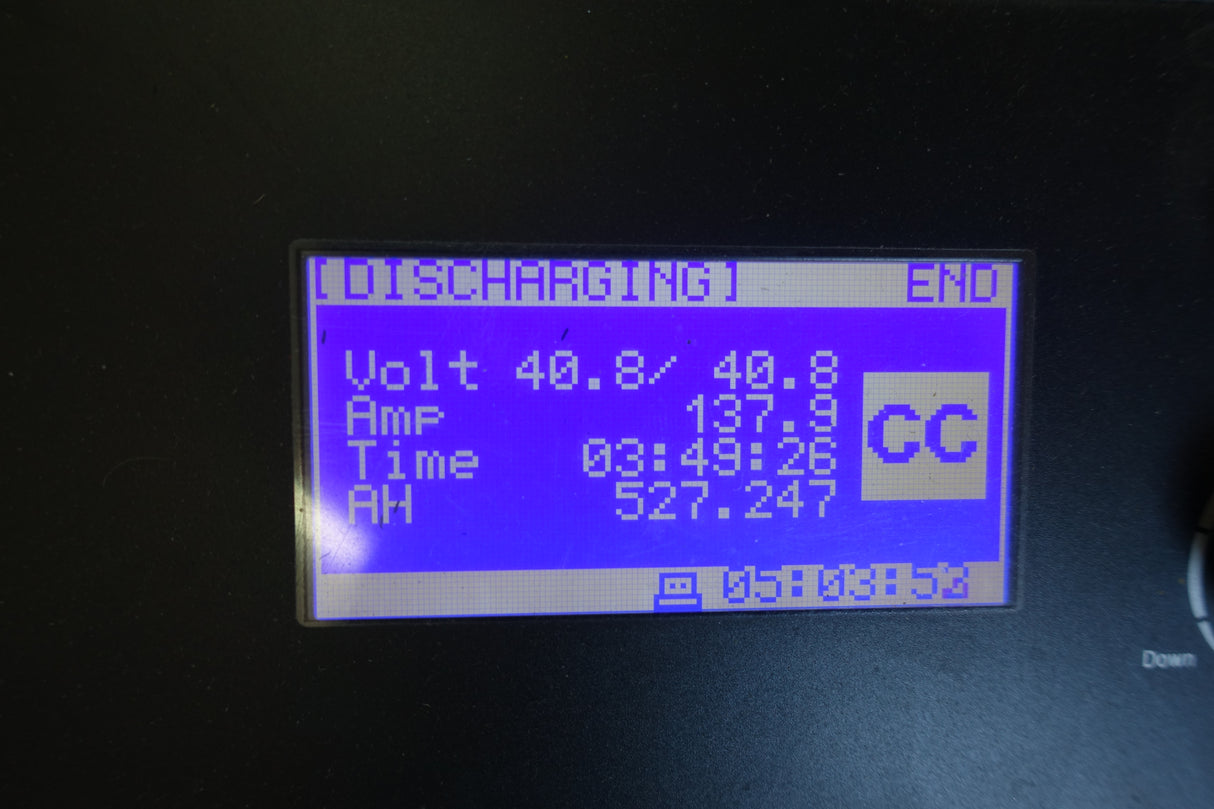 [DISCHARGING] END
Volt 40.8/ 40.8
Amp 137.9
CC
Time 03:49:26
AH 527.247
Down